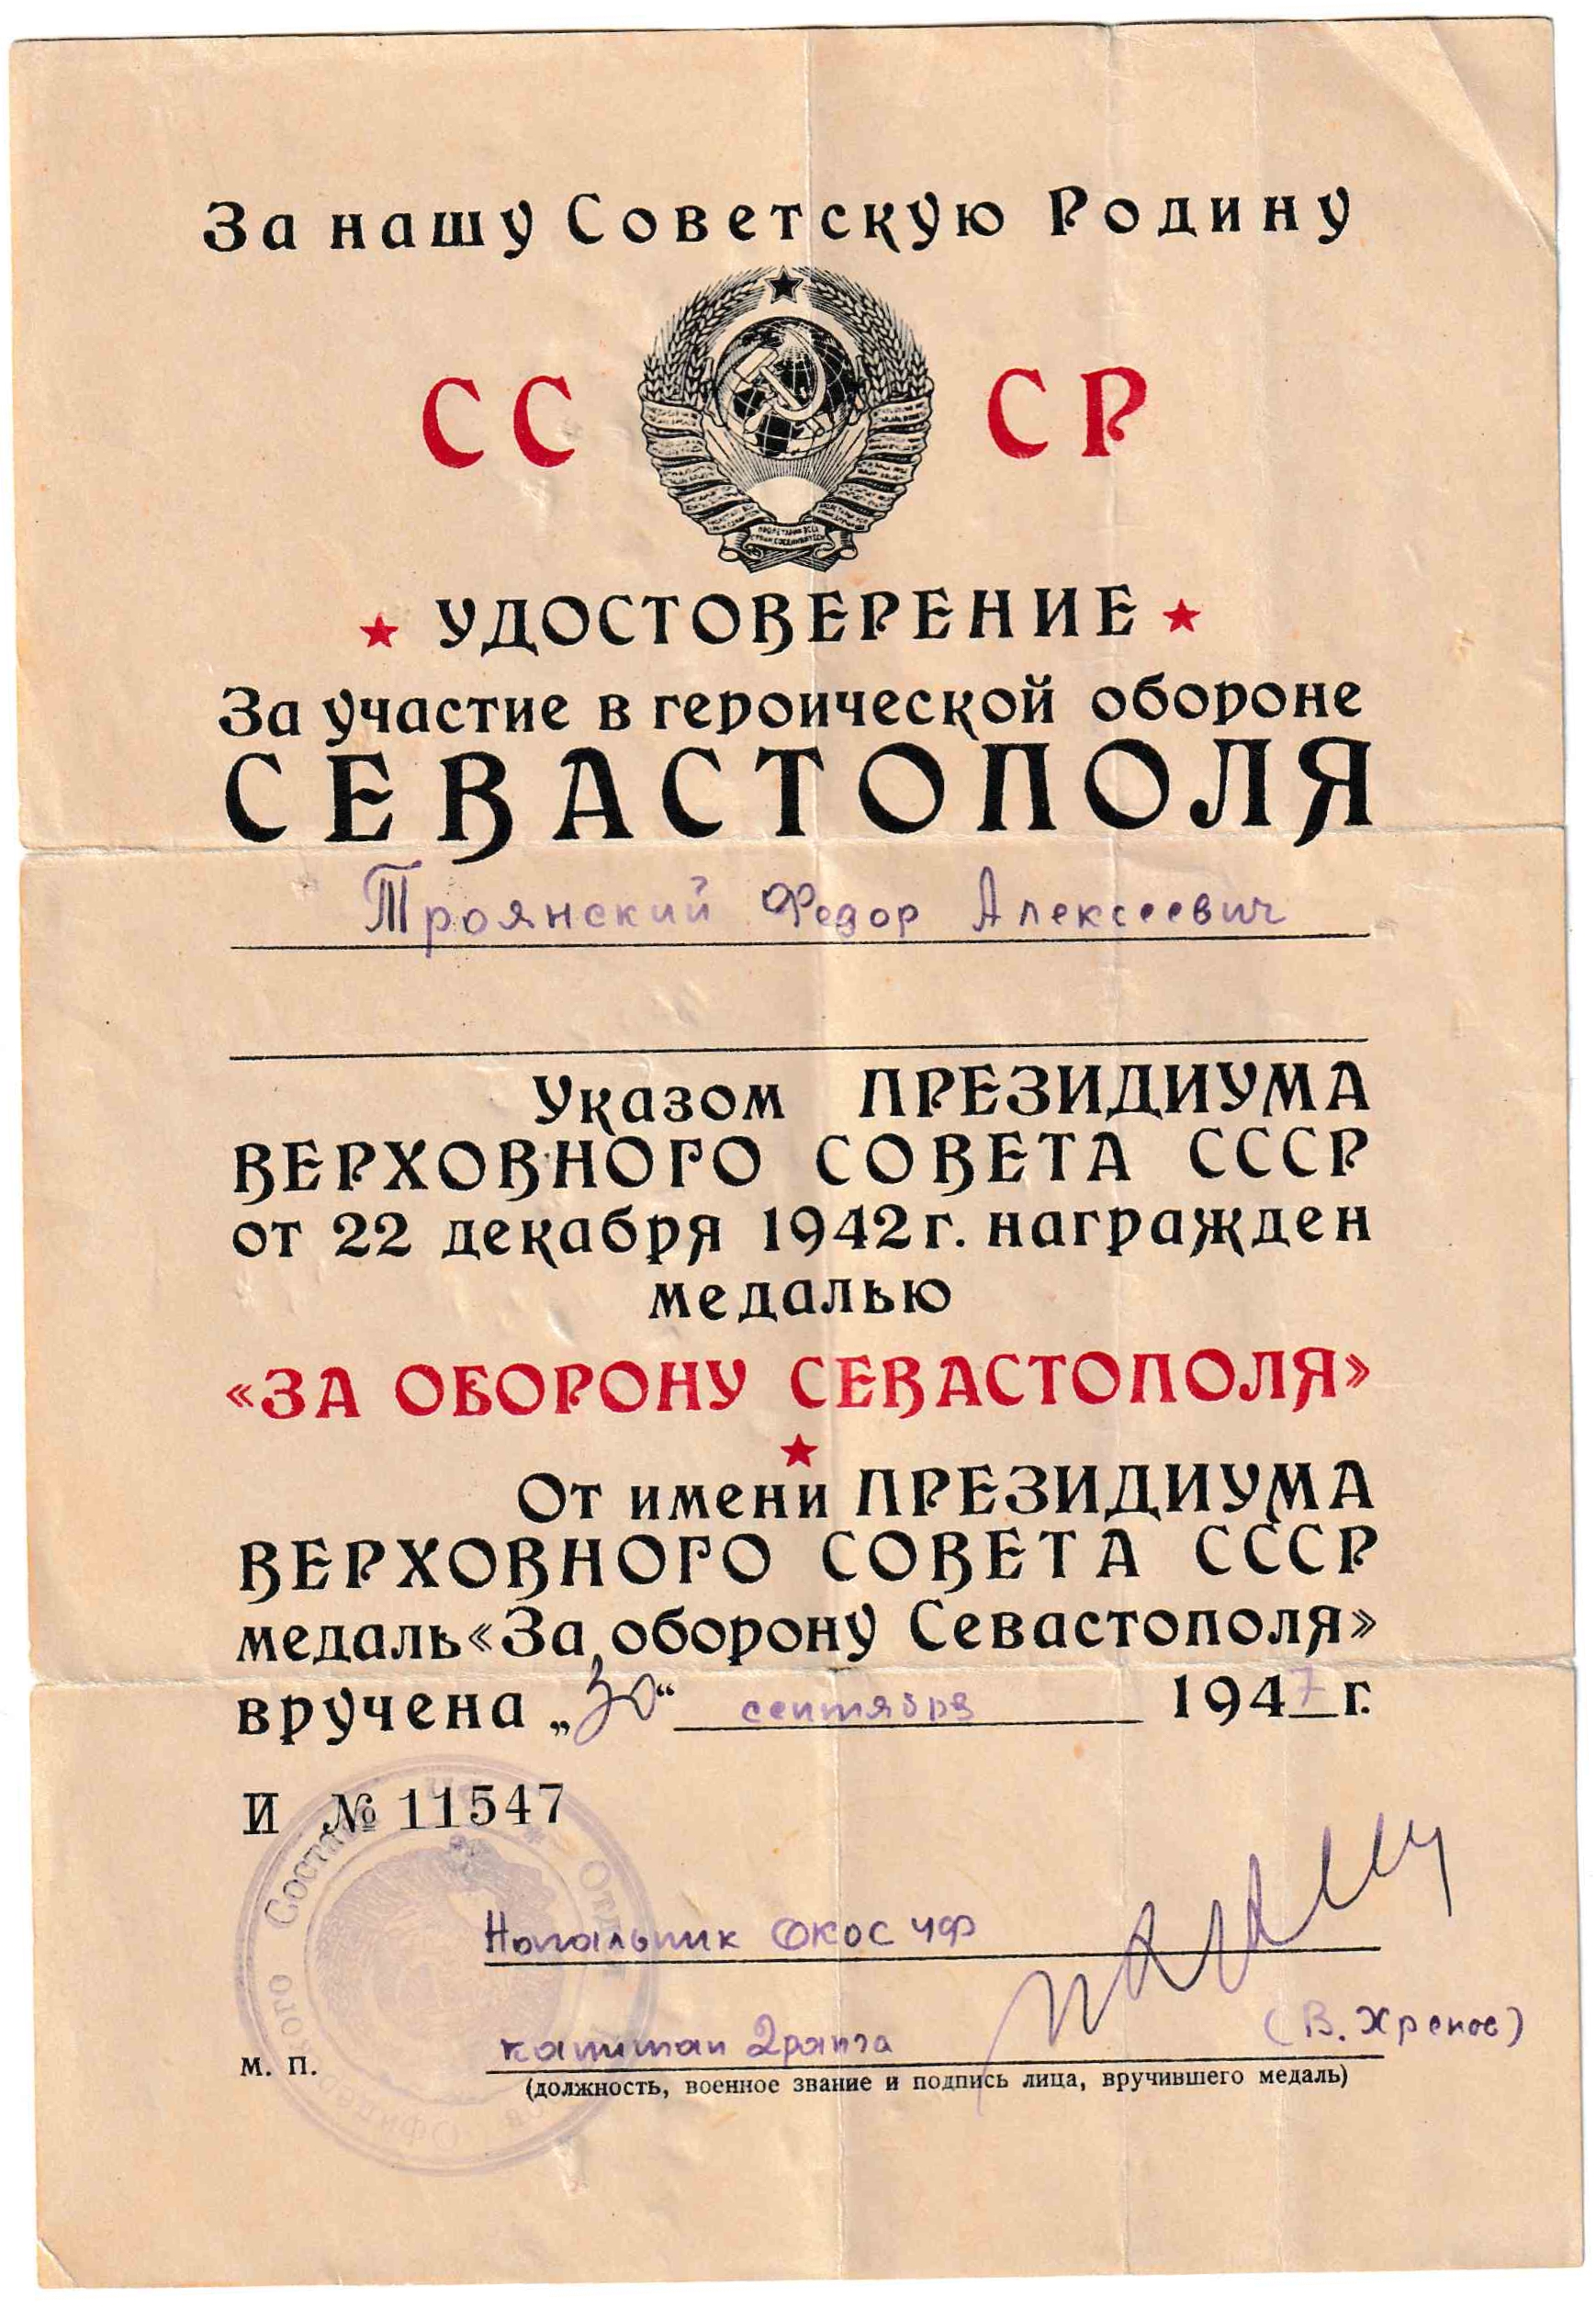 За нашу Советскую Родину
СС СР
УДОСТОВЕРЕНИЕ
За участие в героической обороне
СЕВАСТОПОЛЯ
Троянский Федор Алексеевич
Указом ПРЕЗИДИУМА
ВЕРХОВНОГО СОВЕТА СССР
от 22 декабря 1942 г. награжден
медалью
«ЗА ОБОРОНУ СЕВАСТОПОЛЯ»
От имени ПРЕЗИДИУМА
ВЕРХОВНОГО СОВЕТА СССР
медаль «За оборону Севастополя»
вручена „30“ сентября 1947 г.
И № 11547
Начальник ОКОС ЧФ
капитан 2 ранга
(В. Хренов)
м. п.
(должность, военное звание и подпись лица, вручившего медаль)